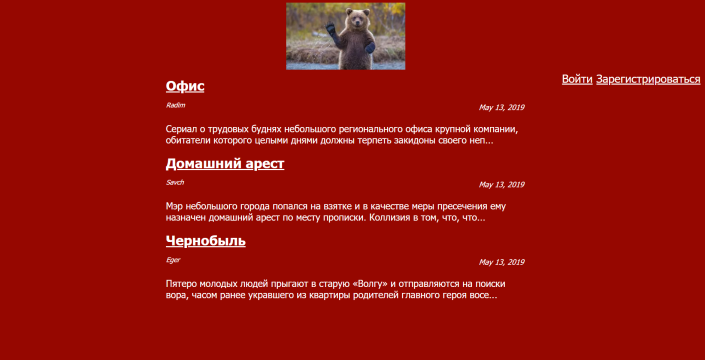 Войти Зарегистрироваться
Офис
Radim
May 13, 2019
Сериал о трудовых буднях небольшого регионального офиса крупной компании,
обитатели которого целыми днями должны терпеть закидоны своего неп...
Домашний арест
Savch
May 13, 2019
Мэр небольшого города попался на взятке и в качестве меры пресечения ему
назначен домашний арест по месту прописки. Коллизия в том, что, что...
Чернобыль
Eger
May 13, 2019
Пятеро молодых людей прыгают в старую «Волгу» и отправляются на поиски
вора, часом ранее укравшего из квартиры родителей главного героя восе...